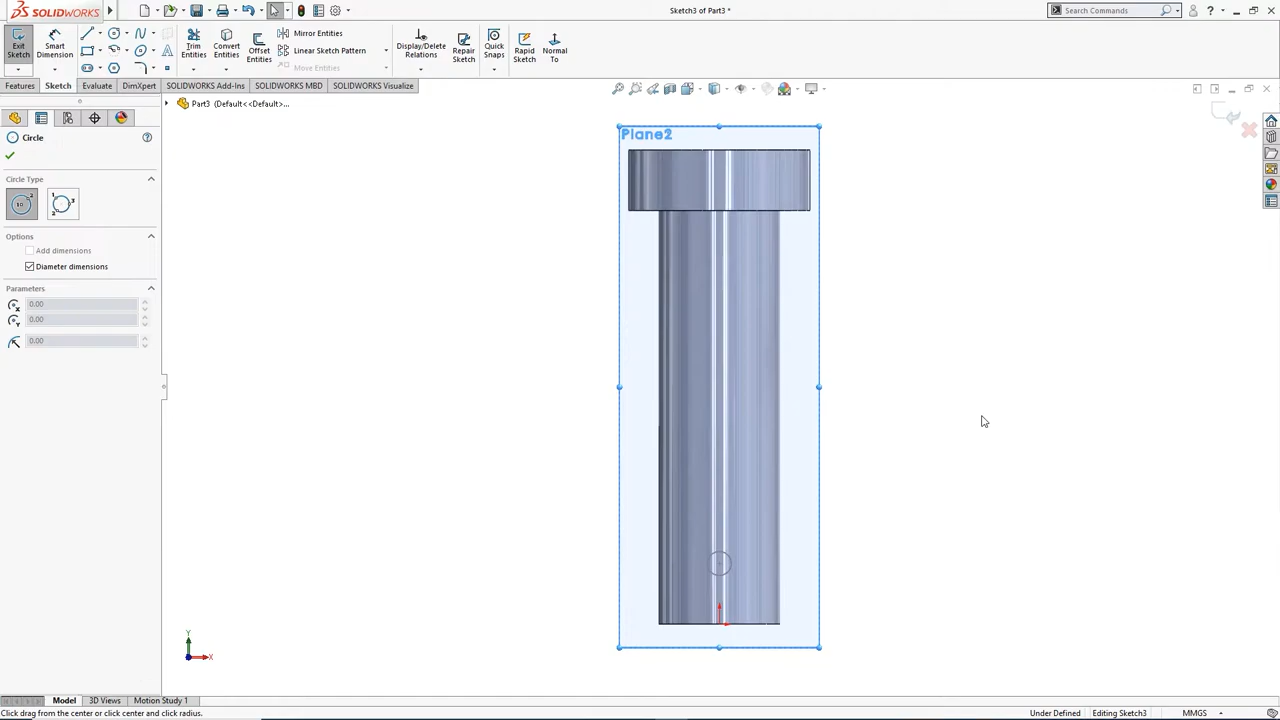 SOLIDWORKS
Sketch3 of Part3 *
Search Commands
Exit Sketch
Smart Dimension
Trim Entities
Convert Entities
Offset Entities
Mirror Entities
Linear Sketch Pattern
Move Entities
Display/Delete Relations
Repair Sketch
Quick Snaps
Rapid Sketch
Normal To
Features
Sketch
Evaluate
DimXpert
SOLIDWORKS Add-Ins
SOLIDWORKS MBD
SOLIDWORKS Visualize
Part3 (Default<<Default>...
Circle
Circle Type
Options
Add dimensions
Diameter dimensions
Parameters
0.00
0.00
0.00
Plane2
Y
X
Model
3D Views
Motion Study 1
Click drag from the center or click center and click radius.
Under Defined
Editing Sketch3
MMGS